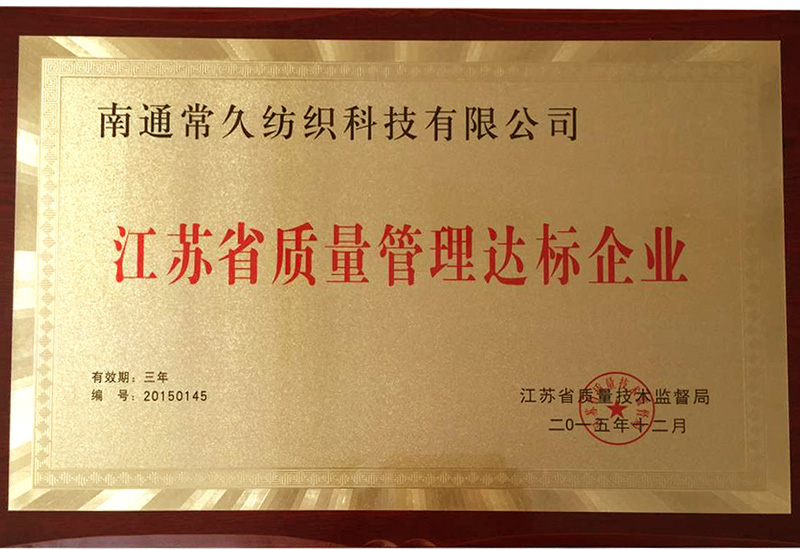 南通常久纺织科技有限公司
江苏省质量管理达标企业
有效期：三年
编 号：20150145
江苏省质量技术监督局
二0一五年十二月